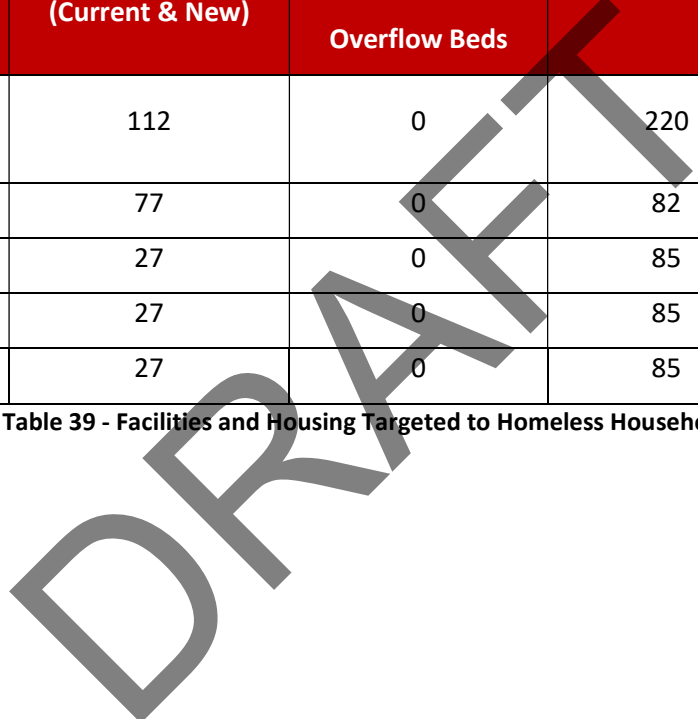 (Current & New)
Overflow Beds
112 0 220
77 0 82
27 0 85
27 0 85
27 0 85
Table 39 - Facilities and Housing Targeted to Homeless
DRAFT